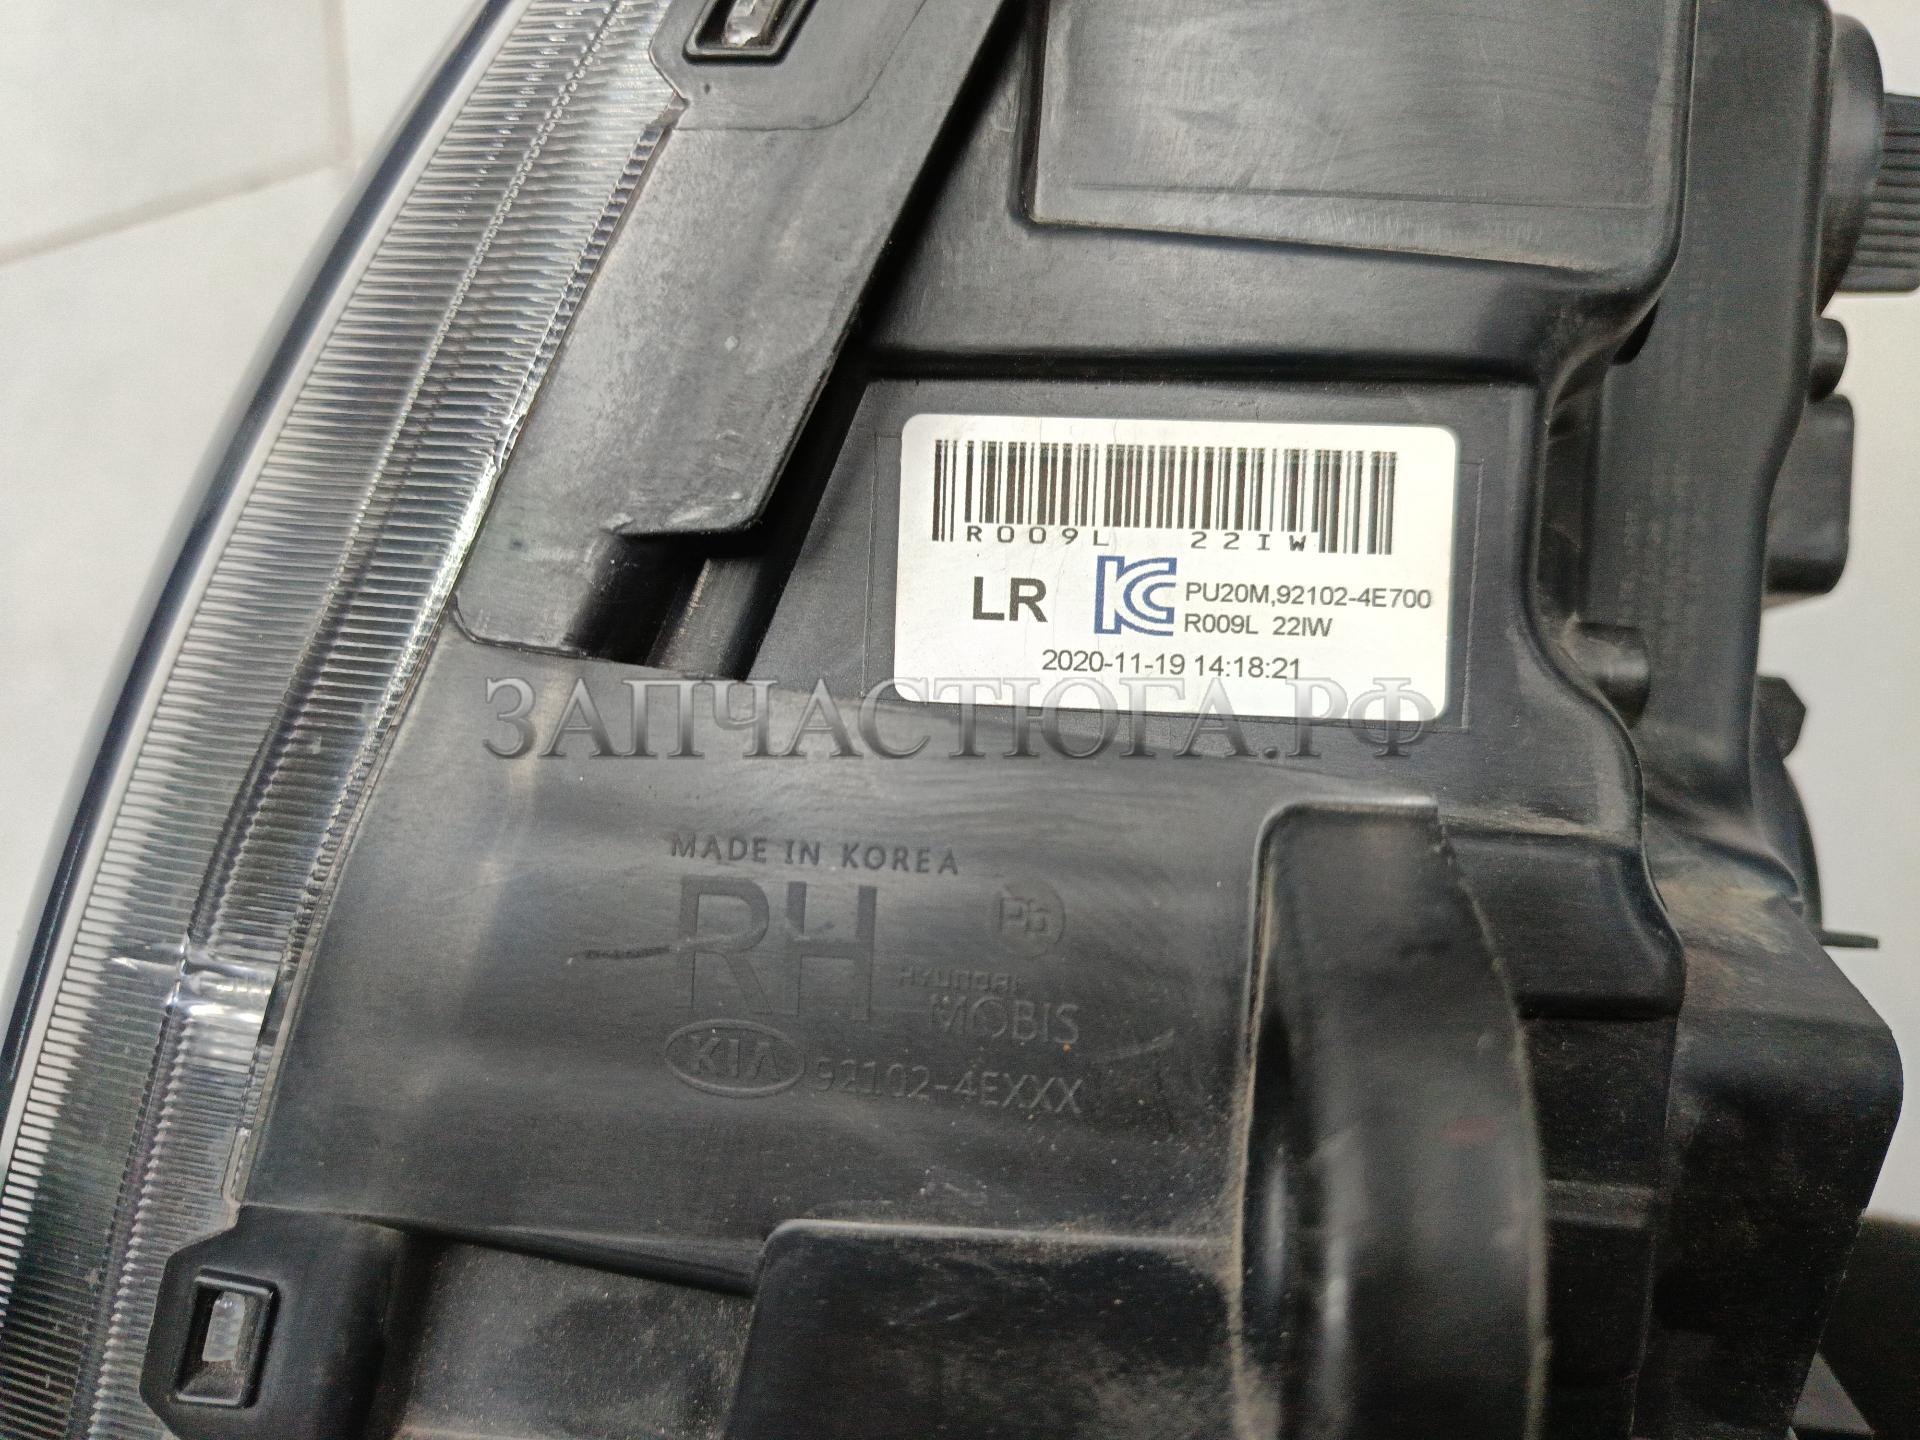 R009L 22IW
LR
PU20M,92102-4E700
R009L 22IW
2020-11-19 14:18:21
ЗАПЧАСТЮГА.РФ
MADE IN KOREA
RH
HYUNDAI
MOBIS
KIA
92102-4EXXX